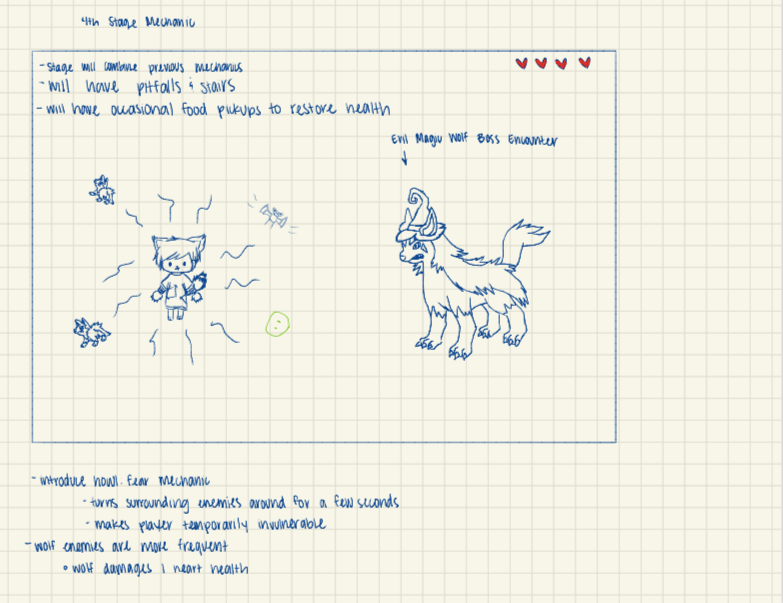 4th Stage Mechanic
- Stage will combine previous mechanics
- will have pitfalls & stairs
- will have occasional food pickups to restore health
Evil Magic Wolf Boss Encounter
- introduce howl. fear mechanic
- turns surrounding enemies around for a few seconds
- makes player temporarily invulnerable
- wolf enemies are more frequent
• wolf damages 1 heart health